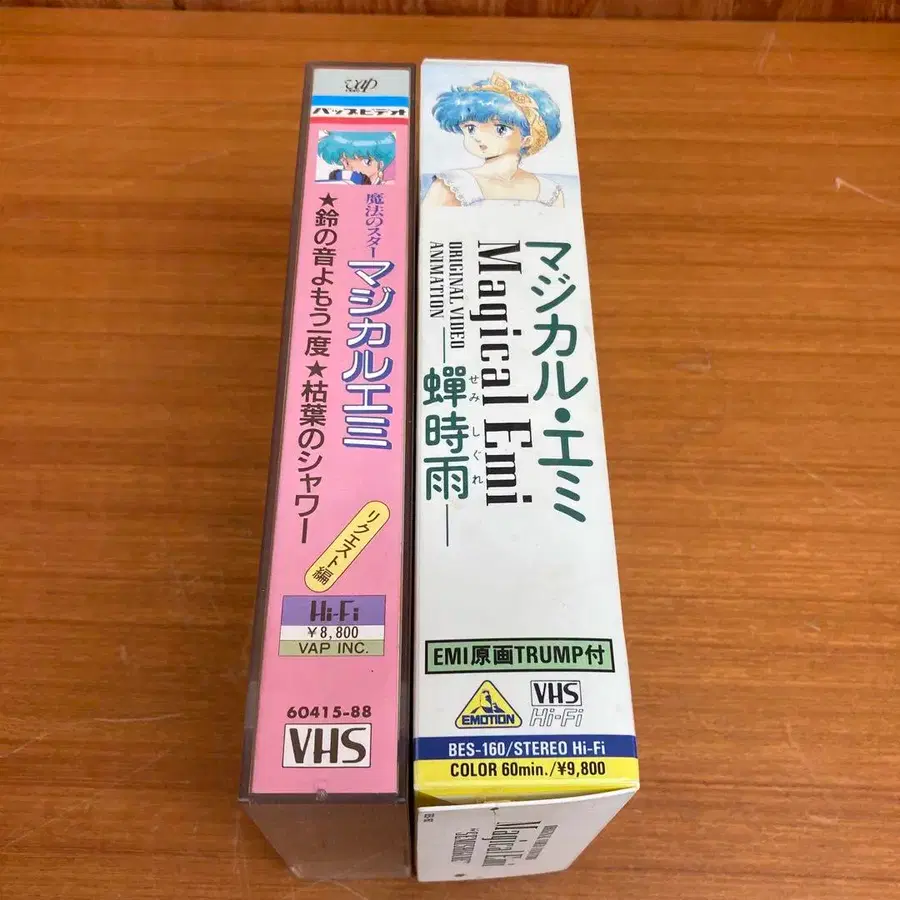 vap
バップビデオ
魔法のスター
マジカルエミ
★鈴の音よもう一度★枯葉のシャワー
リクエスト編
Hi-Fi
¥8,800
VAP INC.
60415-88
VHS
マジカル・エミ
Magical Emi
ORIGINAL VIDEO
ANIMATION
蟬時雨
せみしぐれ
EMI原画TRUMP付
EMOTION
VHS
Hi-Fi
BES-160/STEREO Hi-Fi
COLOR 60min./¥9,800
Magical Emi